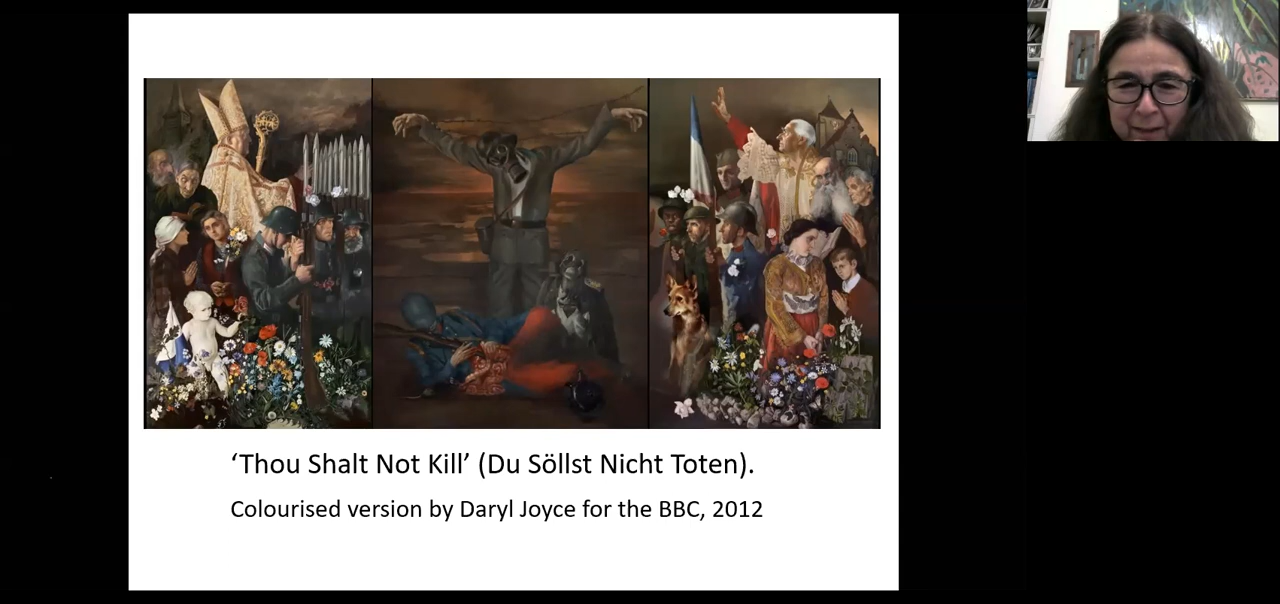 ‘Thou Shalt Not Kill’ (Du Söllst Nicht Toten).
Colourised version by Daryl Joyce for the BBC, 2012